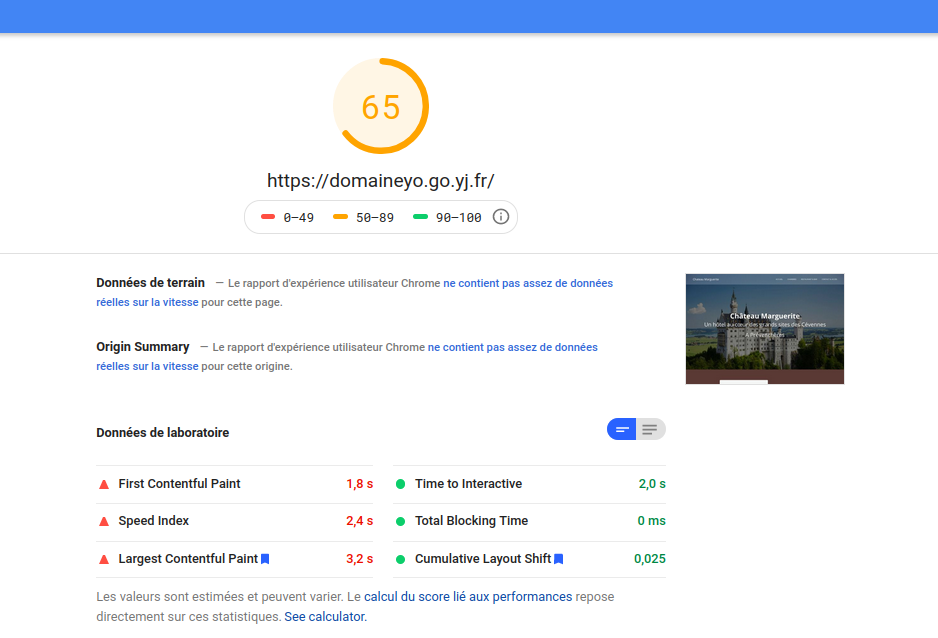 65
https://domaineyo.go.yj.fr/
0–49 50–89 90–100
Données de terrain — Le rapport d'expérience utilisateur Chrome ne contient pas assez de données
réelles sur la vitesse pour cette page.
Origin Summary — Le rapport d'expérience utilisateur Chrome ne contient pas assez de données
réelles sur la vitesse pour cette origine.
Château Marguerite
Château Marguerite
Un hôtel au coeur des grands sites des Cévennes
Données de laboratoire
First Contentful Paint 1,8 s
Time to Interactive 2,0 s
Speed Index 2,4 s
Total Blocking Time 0 ms
Largest Contentful Paint 3,2 s
Cumulative Layout Shift 0,025
Les valeurs sont estimées et peuvent varier. Le calcul du score lié aux performances repose
directement sur ces statistiques. See calculator.